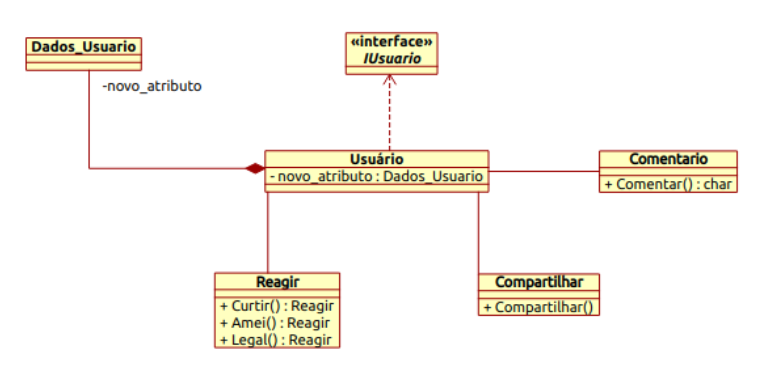 Dados_Usuario
-novo_atributo
«interface»
IUsuario
Usuário
- novo_atributo : Dados_Usuario
Comentario
+ Comentar() : char
Reagir
+ Curtir() : Reagir
+ Amei() : Reagir
+ Legal() : Reagir
Compartilhar
+ Compartilhar()